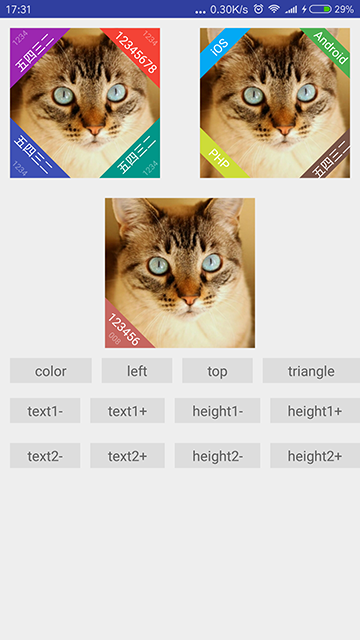 17:31 ... 0.30K/s 29%
1234
五四三二
12345678
1234
五四三二
1234
五四三二
1234
iOS
Android
PHP
五四三二
123456
008
color left top triangle
text1- text1+ height1- height1+
text2- text2+ height2- height2+